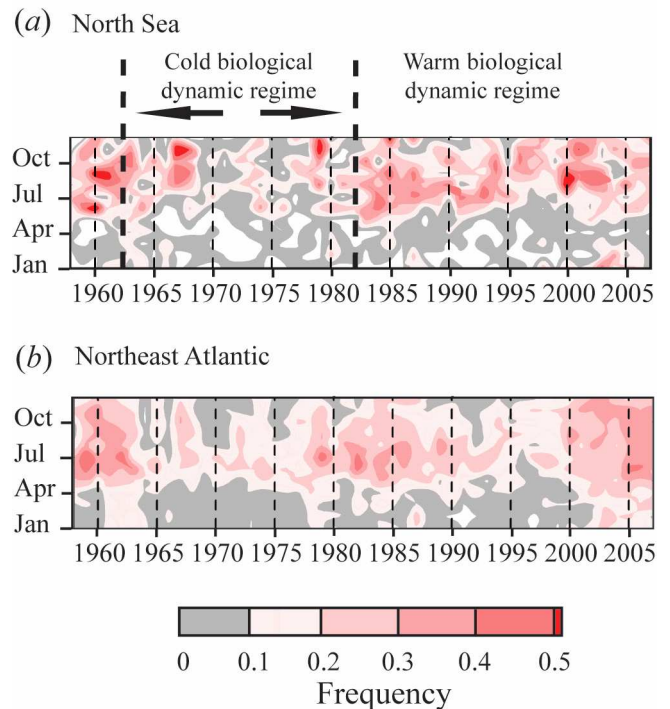 (a) North Sea
Cold biological dynamic regime
Warm biological dynamic regime
Oct
Jul
Apr
Jan
1960 1965 1970 1975 1980 1985 1990 1995 2000 2005
(b) Northeast Atlantic
Oct
Jul
Apr
Jan
1960 1965 1970 1975 1980 1985 1990 1995 2000 2005
0 0.1 0.2 0.3 0.4 0.5
Frequency